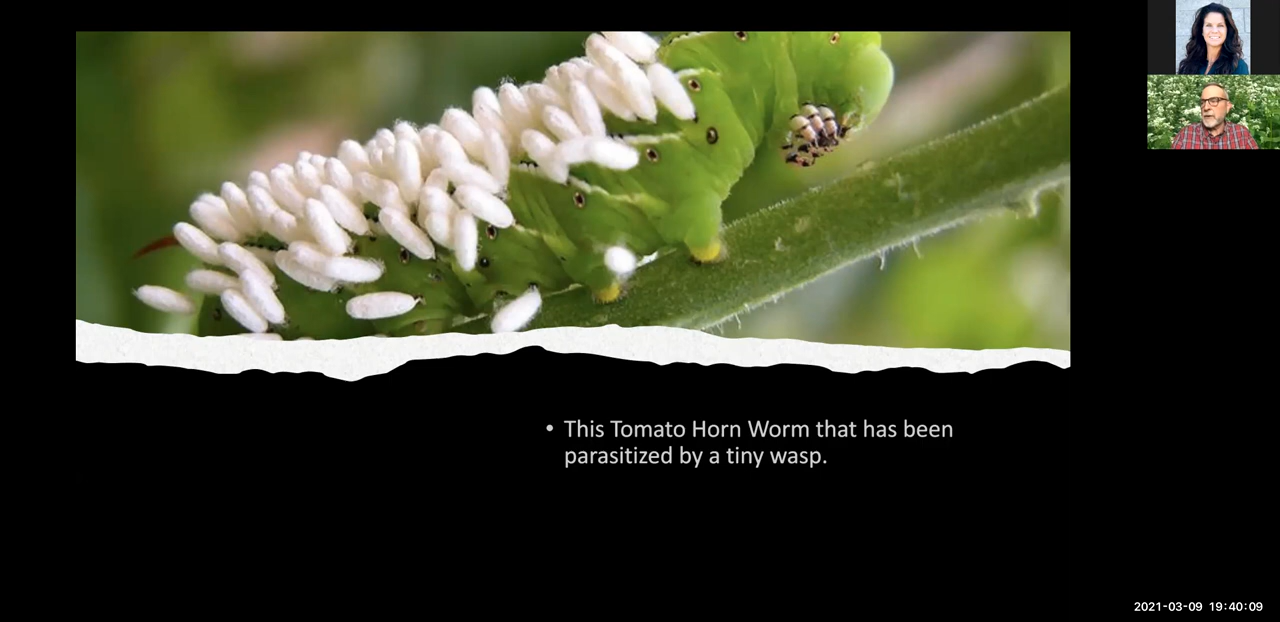 • This Tomato Horn Worm that has been
parasitized by a tiny wasp.
2021-03-09 19:40:09